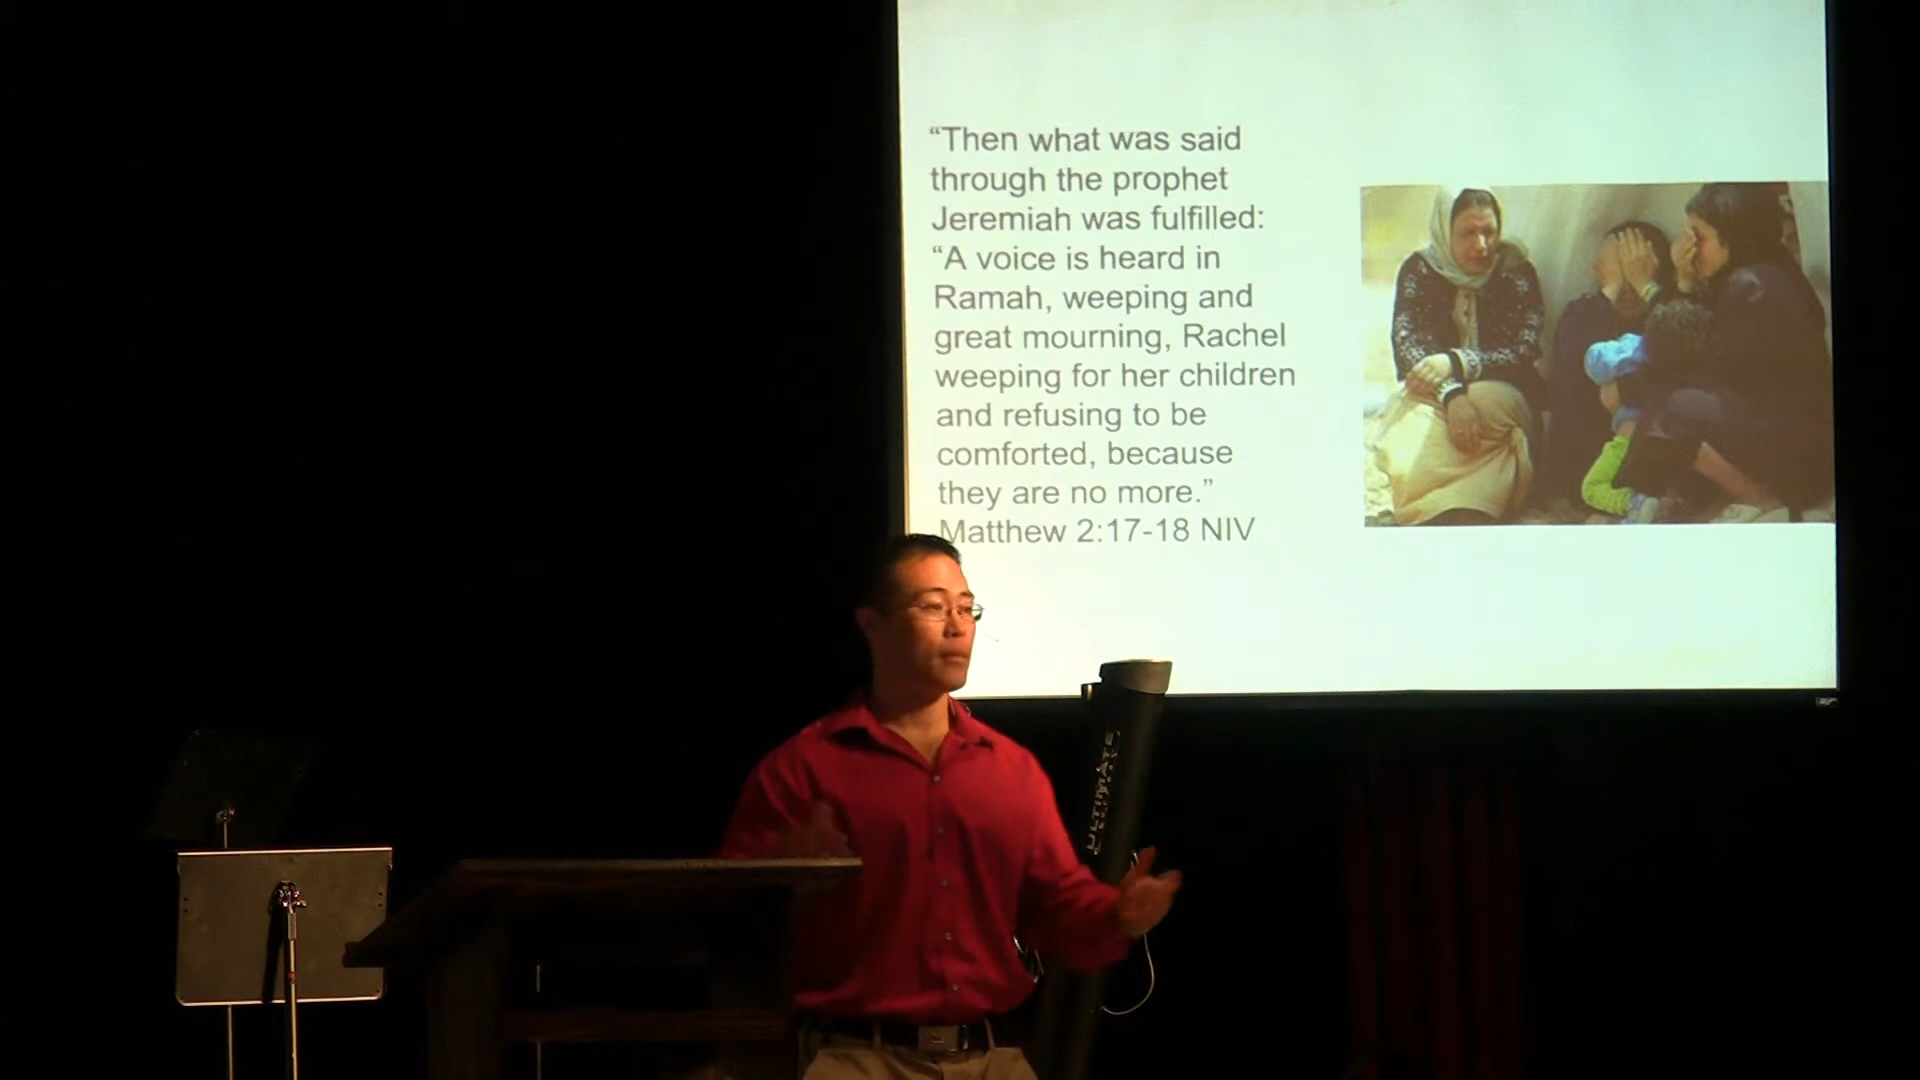 “Then what was said
through the prophet
Jeremiah was fulfilled:
“A voice is heard in
Ramah, weeping and
great mourning, Rachel
weeping for her children
and refusing to be
comforted, because
they are no more.”
Matthew 2:17-18 NIV
ULTIMATE